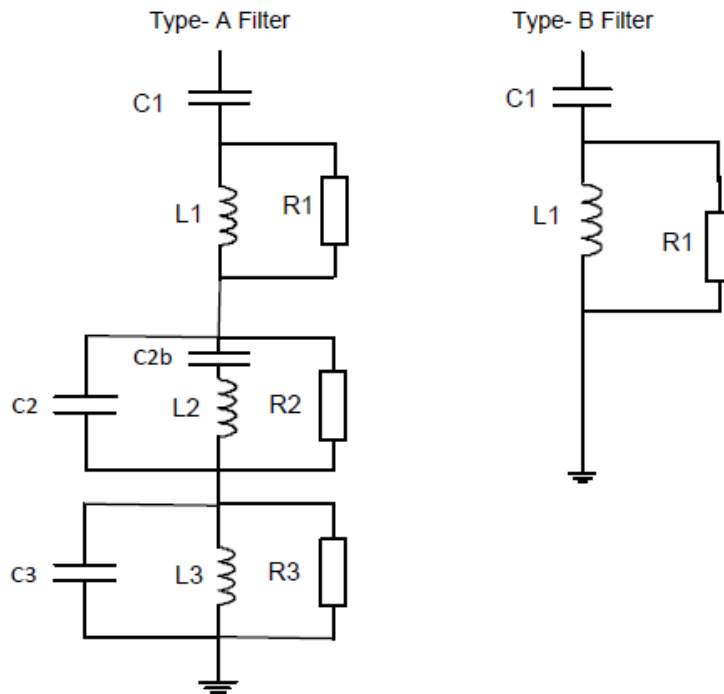 Type- A Filter
Type- B Filter
C1
C1
L1
R1
L1
R1
C2b
C2
L2
R2
C3
L3
R3